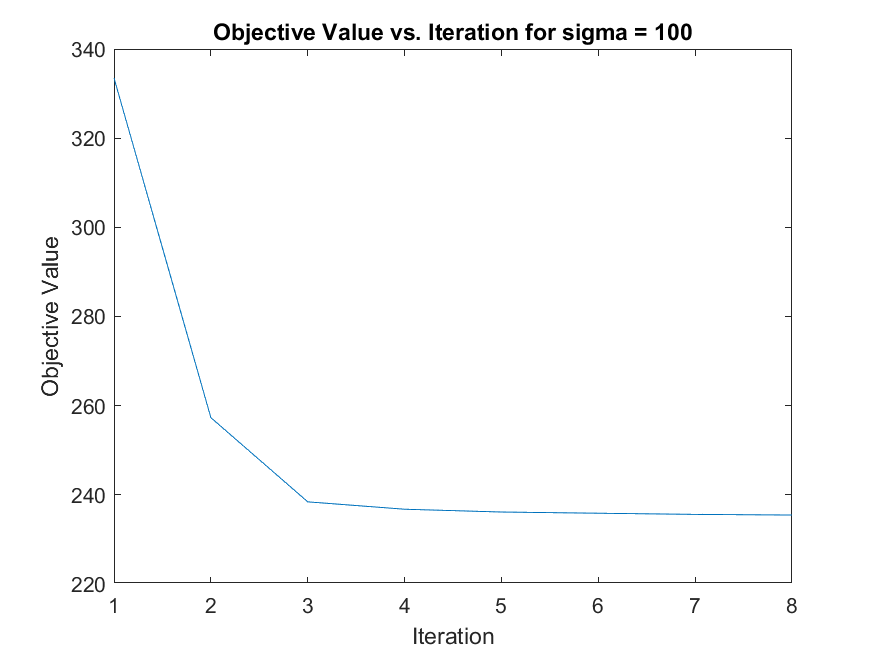 Objective Value vs. Iteration for sigma = 100
340
320
300
280
260
240
220
Objective Value
1 2 3 4 5 6 7 8
Iteration